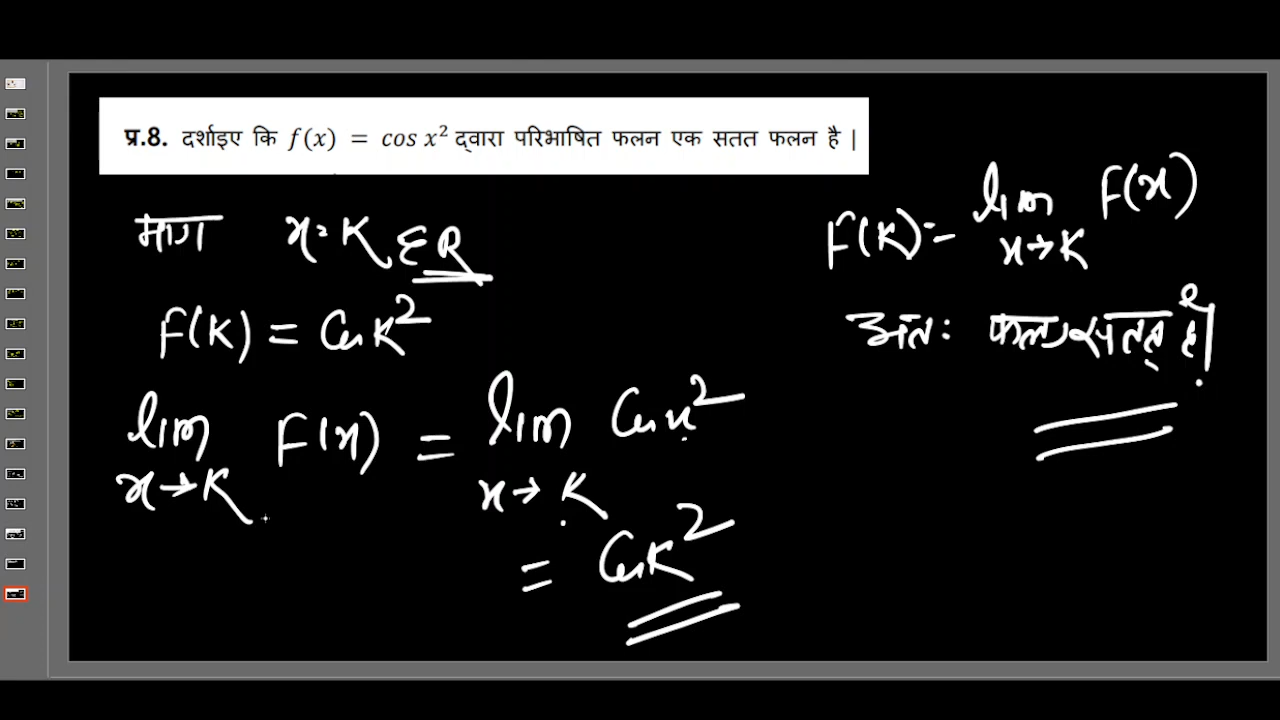 प्र.8. दर्शाइए कि f(x) = cos x² द्वारा परिभाषित फलन एक सतत फलन है |
माना x = K ∈ R
F(K) = Cos K²
lim F(x) = lim Cos x²
x→K x→K
= Cos K²
F(K) = lim F(x)
x→K
अतः फलन सतत है।